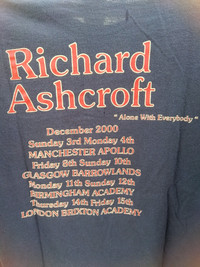 Richard
Ashcroft
"Alone With Everybody"
December 2000
Sunday 3rd Monday 4th
MANCHESTER APOLLO
Friday 8th Sunday 10th
GLASGOW BARROWLANDS
Monday 11th Sunday 12th
BIRMINGHAM ACADEMY
Thursday 14th Friday 15th
LONDON BRIXTON ACADEMY